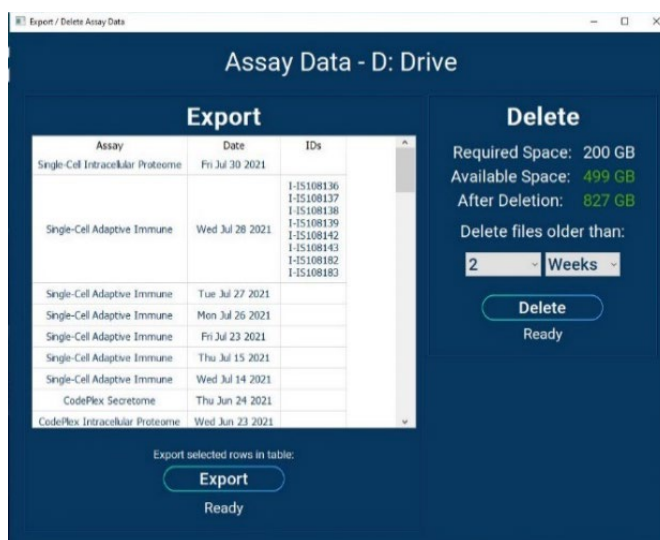 Export / Delete Assay Data
Assay Data - D: Drive
Export
Assay Date IDs
Single-Cell Intracellular Proteome Fri Jul 30 2021
Single-Cell Adaptive Immune Wed Jul 28 2021
I-IS108136
I-IS108137
I-IS108138
I-IS108139
I-IS108142
I-IS108143
I-IS108182
I-IS108183
Single-Cell Adaptive Immune Tue Jul 27 2021
Single-Cell Adaptive Immune Mon Jul 26 2021
Single-Cell Adaptive Immune Fri Jul 23 2021
Single-Cell Adaptive Immune Thu Jul 15 2021
Single-Cell Adaptive Immune Wed Jul 14 2021
CodePlex Secretome Thu Jun 24 2021
CodePlex Intracellular Proteome Wed Jun 23 2021
Export selected rows in table:
Export
Ready
Delete
Required Space: 200 GB
Available Space: 499 GB
After Deletion: 827 GB
Delete files older than:
2 Weeks
Delete
Ready